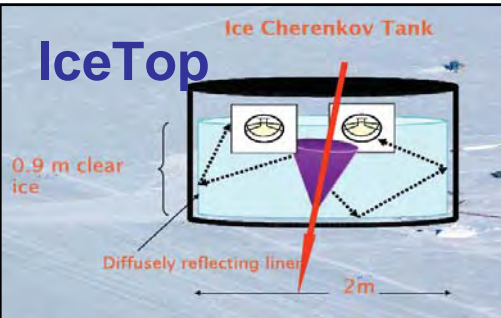 Ice Cherenkov Tank
IceTop
0.9 m clear
ice
Diffusely reflecting liner
2m